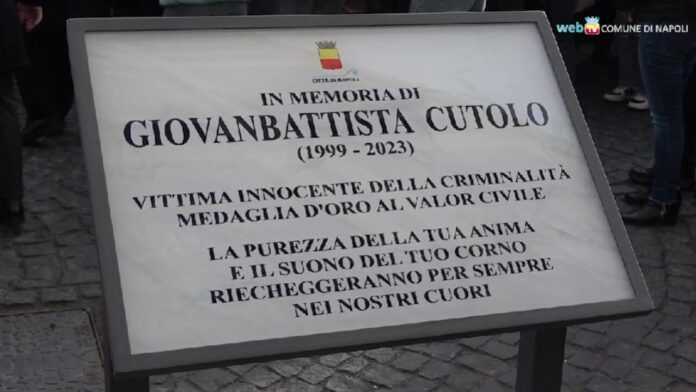 web TV COMUNE DI NAPOLI
CITTÀ DI NAPOLI
IN MEMORIA DI
GIOVANBATTISTA CUTOLO
(1999 - 2023)
VITTIMA INNOCENTE DELLA CRIMINALITÀ
MEDAGLIA D'ORO AL VALOR CIVILE
LA PUREZZA DELLA TUA ANIMA
E IL SUONO DEL TUO CORNO
RIECHEGGERANNO PER SEMPRE
NEI NOSTRI CUORI